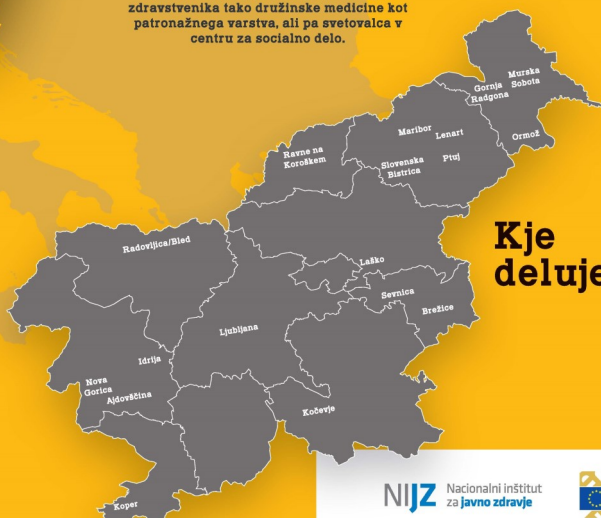 zdravstvenika tako družinske medicine kot
patronažnega varstva, ali pa svetovalca v
centru za socialno delo.
Murska
Sobota
Gornja
Radgona
Maribor
Lenart
Ormož
Ravne na
Koroškem
Slovenska
Bistrica
Ptuj
Radovljica/Bled
Laško
Sevnica
Brežice
Ljubljana
Idrija
Nova
Gorica
Ajdovščina
Kočevje
Koper
Kje
deluje
NIJZ
Nacionalni inštitut
za javno zdravje